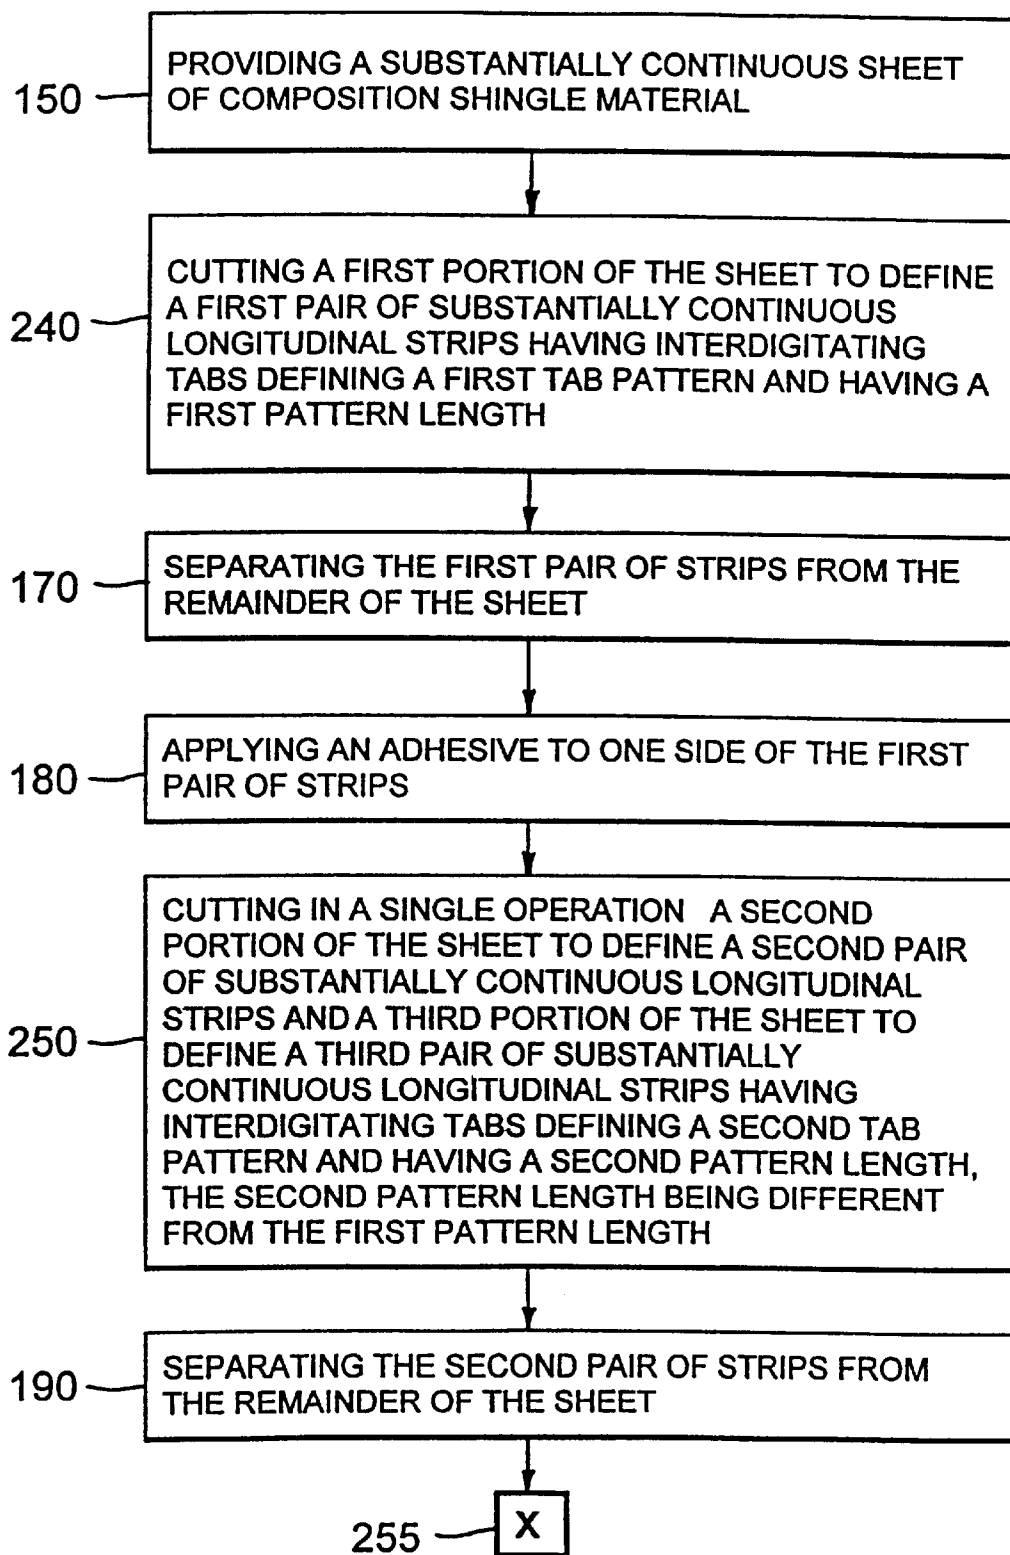 150
PROVIDING A SUBSTANTIALLY CONTINUOUS SHEET
OF COMPOSITION SHINGLE MATERIAL
240
CUTTING A FIRST PORTION OF THE SHEET TO DEFINE
A FIRST PAIR OF SUBSTANTIALLY CONTINUOUS
LONGITUDINAL STRIPS HAVING INTERDIGITATING
TABS DEFINING A FIRST TAB PATTERN AND HAVING A
FIRST PATTERN LENGTH
170
SEPARATING THE FIRST PAIR OF STRIPS FROM THE
REMAINDER OF THE SHEET
180
APPLYING AN ADHESIVE TO ONE SIDE OF THE FIRST
PAIR OF STRIPS
250
CUTTING IN A SINGLE OPERATION A SECOND
PORTION OF THE SHEET TO DEFINE A SECOND PAIR
OF SUBSTANTIALLY CONTINUOUS LONGITUDINAL
STRIPS AND A THIRD PORTION OF THE SHEET TO
DEFINE A THIRD PAIR OF SUBSTANTIALLY
CONTINUOUS LONGITUDINAL STRIPS HAVING
INTERDIGITATING TABS DEFINING A SECOND TAB
PATTERN AND HAVING A SECOND PATTERN LENGTH,
THE SECOND PATTERN LENGTH BEING DIFFERENT
FROM THE FIRST PATTERN LENGTH
190
SEPARATING THE SECOND PAIR OF STRIPS FROM
THE REMAINDER OF THE SHEET
255
X